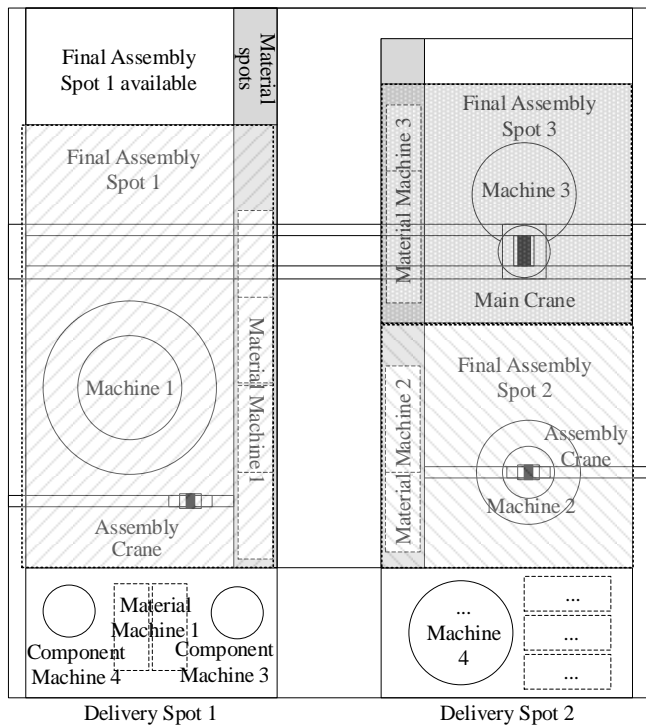 Final Assembly
Spot 1 available
Material
spots
Final Assembly
Spot 1
Machine 1
Material Machine 1
Assembly
Crane
Final Assembly
Spot 3
Machine 3
Material Machine 3
Main Crane
Final Assembly
Spot 2
Material Machine 2
Assembly
Crane
Machine 2
Material
Machine 1
Component
Machine 4
Component
Machine 3
Delivery Spot 1
...
Machine
4
...
...
...
Delivery Spot 2